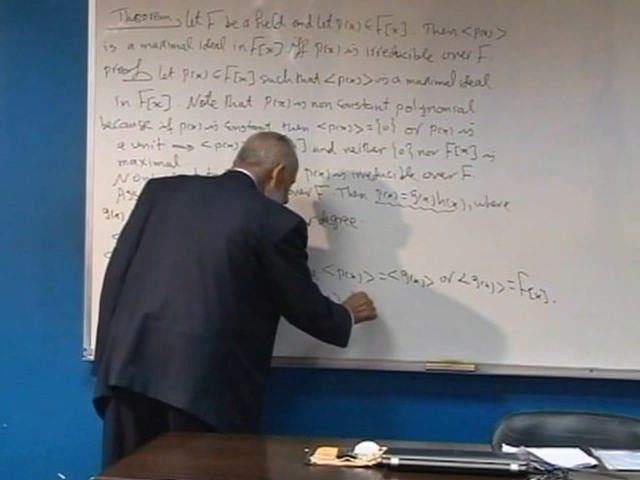 Theorem, Let F be a field and let p(x) ∈ F[x]. Then <p(x)>
is a maximal ideal in F[x] iff p(x) is irreducible over F.
proof Let p(x) ∈ F[x] such that <p(x)> is a maximal ideal
in F[x]. Note that p(x) is non constant polynomial
because if p(x) is constant then <p(x)> = {0} or p(x) is
a unit ⇒ <p(x) x] and neither {0} nor F[x] is
maximal
p(x) is irreducible over F.
over F. Then p(x) = g(x)h(x), where
g(x) degree.
<p(x)> = <g(x)> or <g(x)> = F[x].